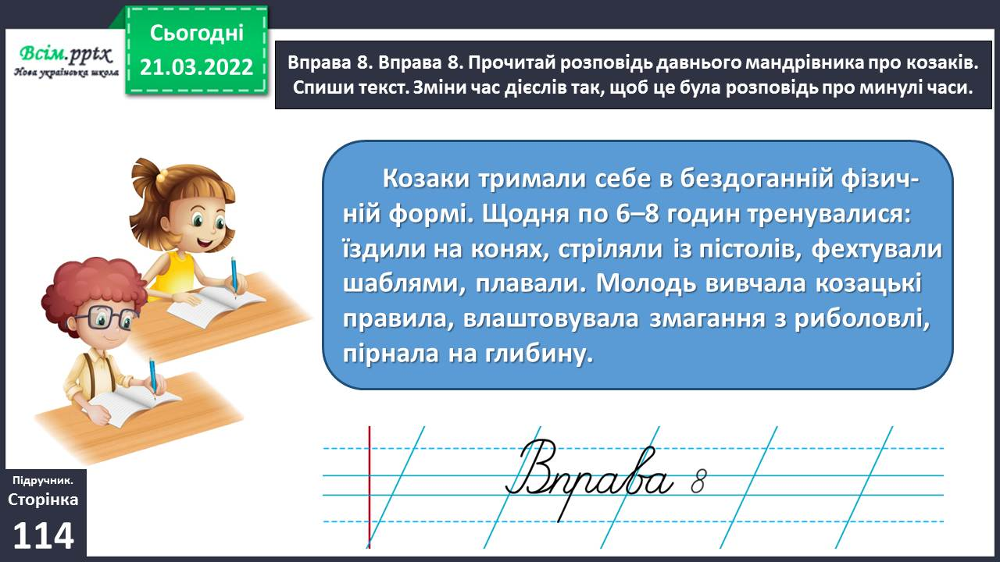 Сьогодні
21.03.2022
Всім.pptx
Нова українська школа
Вправа 8. Вправа 8. Прочитай розповідь давнього мандрівника про козаків.
Спиши текст. Зміни час дієслів так, щоб це була розповідь про минулі часи.
Козаки тримали себе в бездоганній фізич-
ній формі. Щодня по 6–8 годин тренувалися:
їздили на конях, стріляли із пістолів, фехтували
шаблями, плавали. Молодь вивчала козацькі
правила, влаштовувала змагання з риболовлі,
пірнала на глибину.
Вправа 8
Підручник.
Сторінка
114